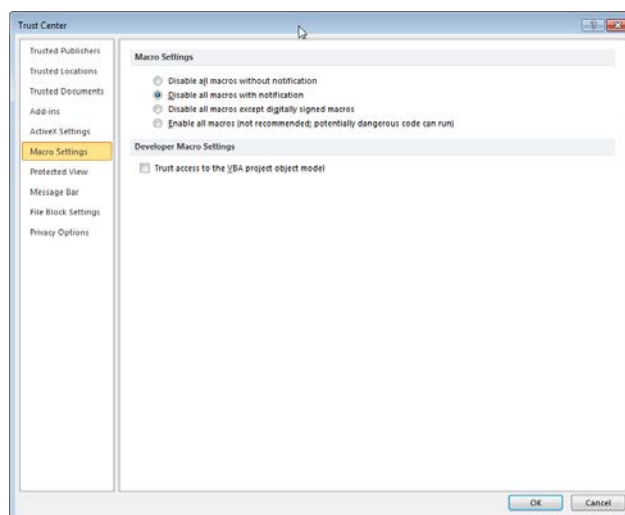 Trust Center
Trusted Publishers
Trusted Locations
Trusted Documents
Add-ins
ActiveX Settings
Macro Settings
Protected View
Message Bar
File Block Settings
Privacy Options
Macro Settings
Disable all macros without notification
Disable all macros with notification
Disable all macros except digitally signed macros
Enable all macros (not recommended; potentially dangerous code can run)
Developer Macro Settings
Trust access to the VBA project object model
OK
Cancel